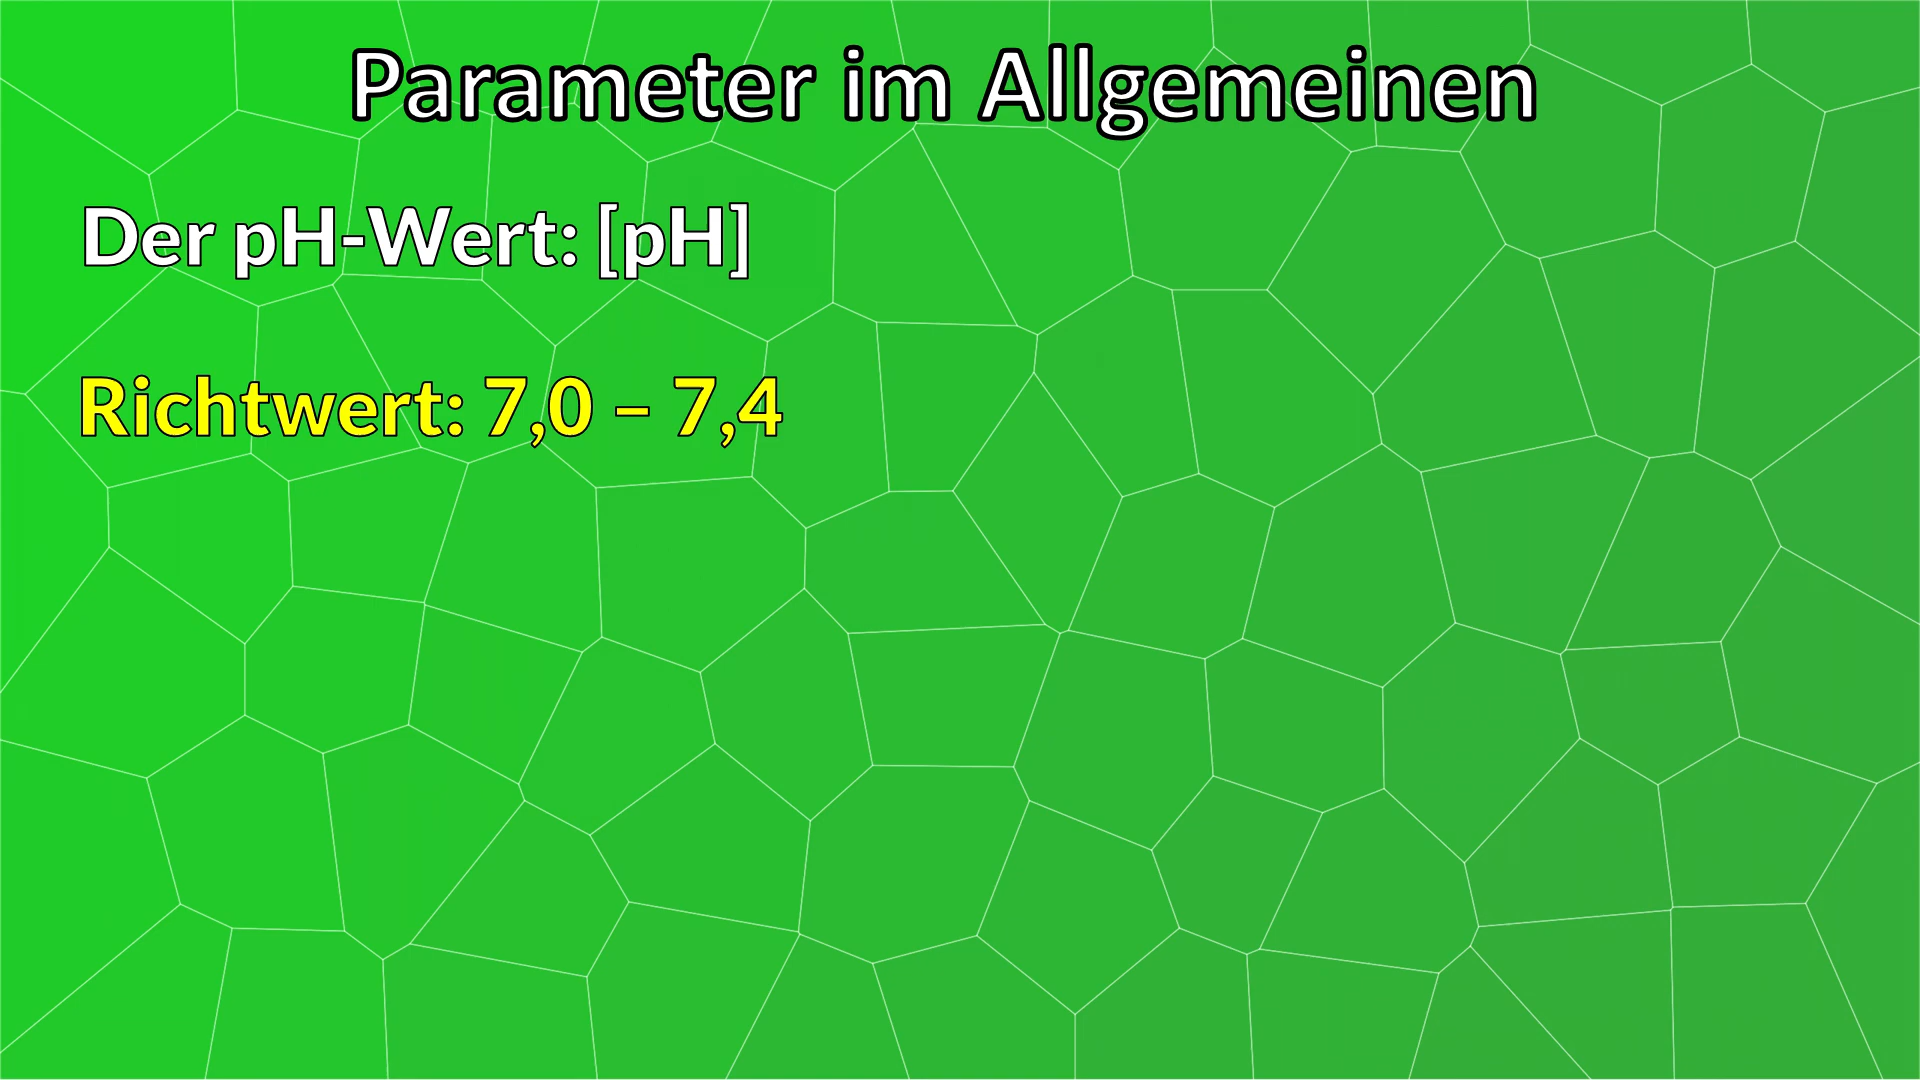 Parameter im Allgemeinen
Der pH-Wert: [pH]
Richtwert: 7,0 – 7,4